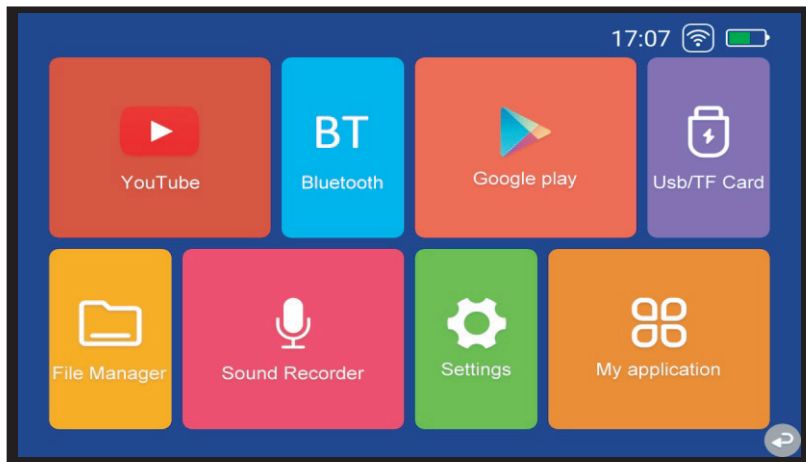 17:07
YouTube
BT
Bluetooth
Google play
Usb/TF Card
File Manager
Sound Recorder
Settings
My application